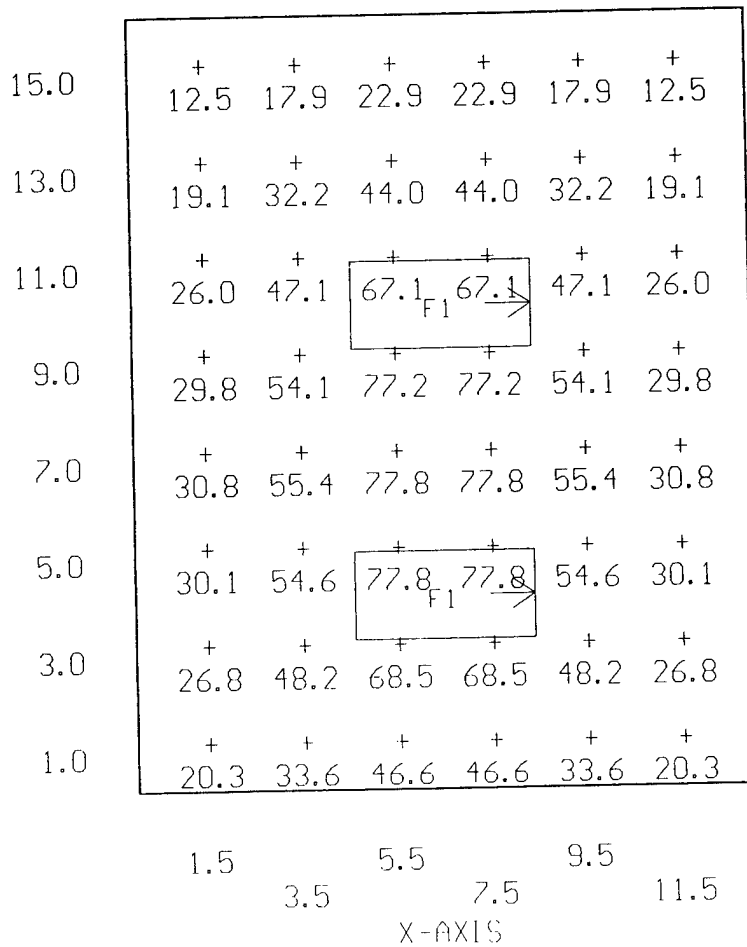 15.0 + + + + + +
12.5 17.9 22.9 22.9 17.9 12.5
13.0 + + + + + +
19.1 32.2 44.0 44.0 32.2 19.1
11.0 + + + + + +
26.0 47.1 67.1 F1 67.1 47.1 26.0
9.0 + + + + + +
29.8 54.1 77.2 77.2 54.1 29.8
7.0 + + + + + +
30.8 55.4 77.8 77.8 55.4 30.8
5.0 + + + + + +
30.1 54.6 77.8 F1 77.8 54.6 30.1
3.0 + + + + + +
26.8 48.2 68.5 68.5 48.2 26.8
1.0 + + + + + +
20.3 33.6 46.6 46.6 33.6 20.3
1.5 5.5 9.5
3.5 7.5 11.5
X-AXIS